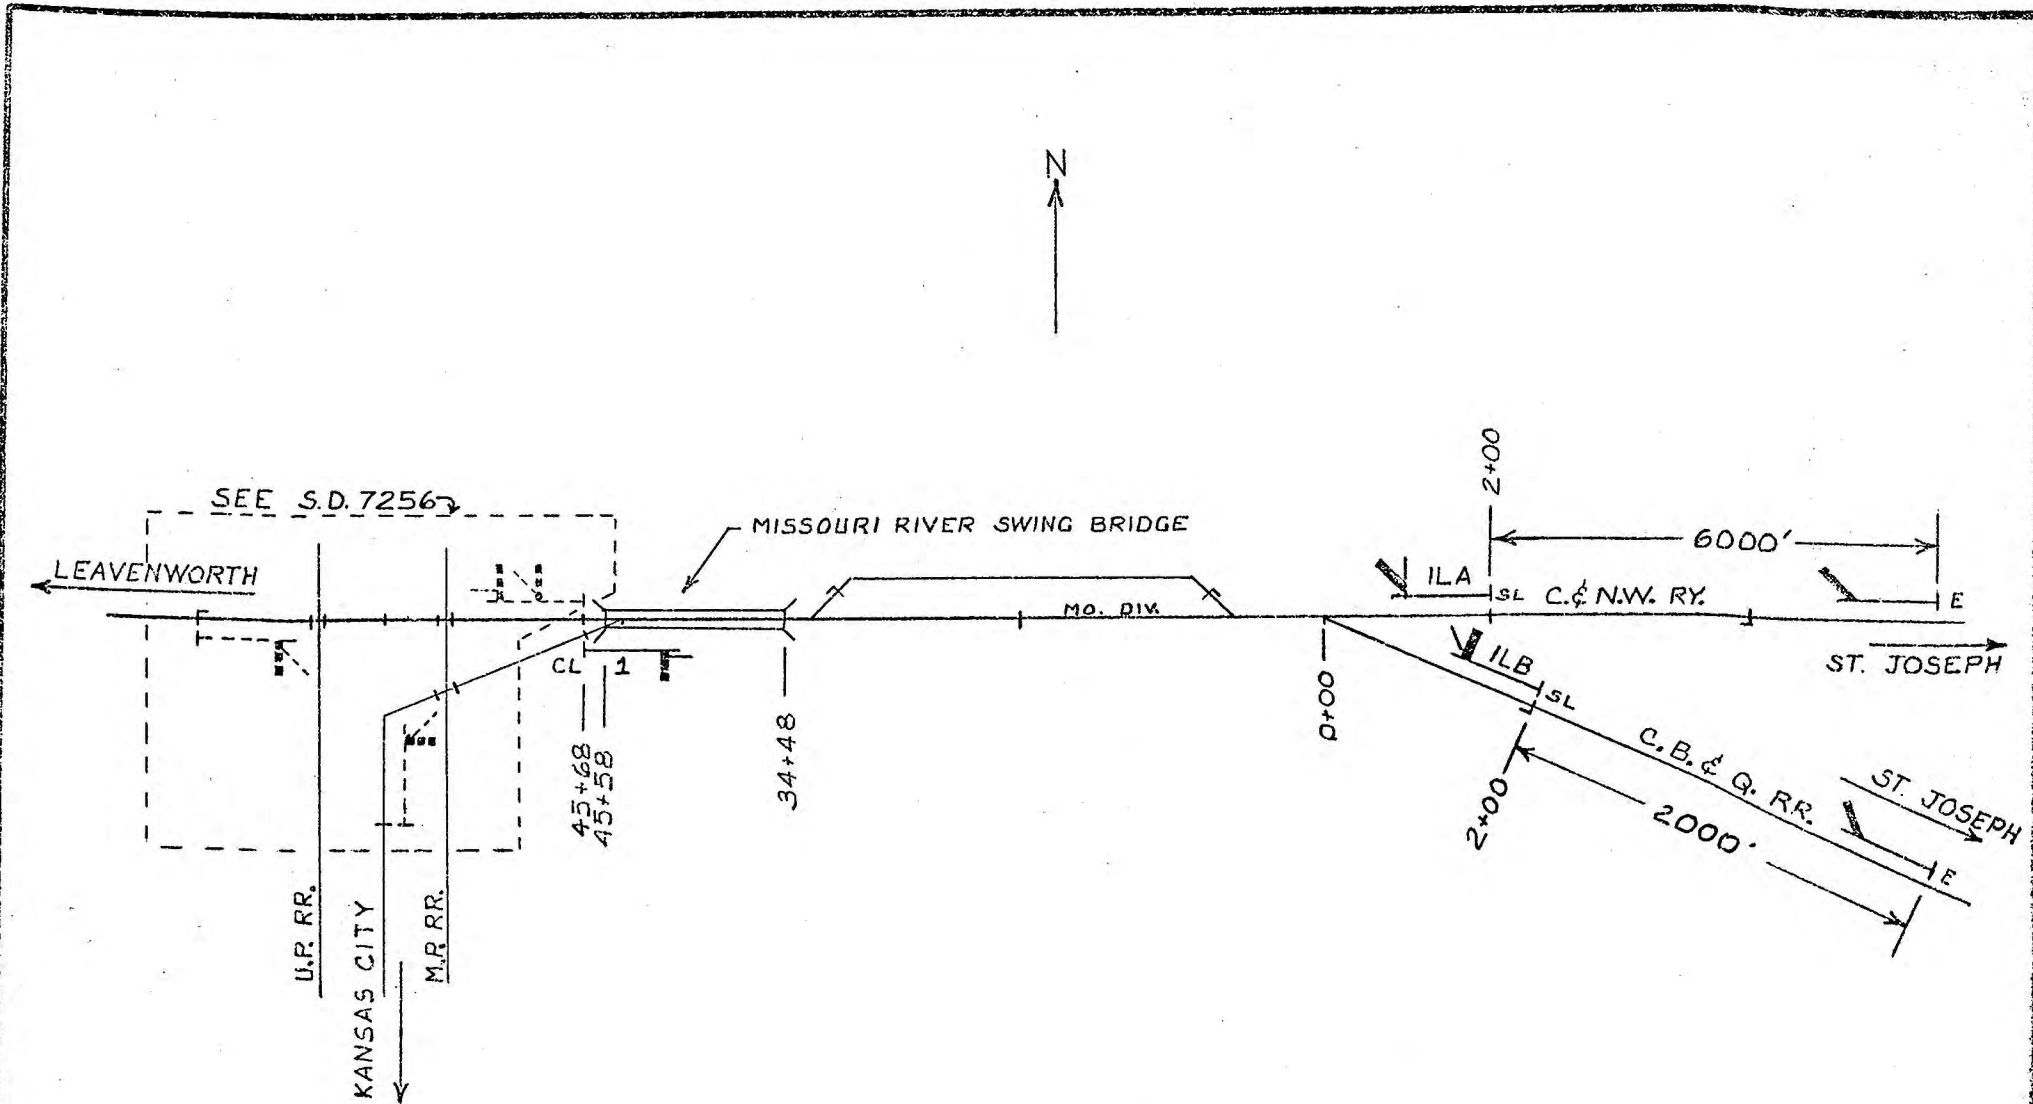 N
2+00
SEE S.D. 7256
MISSOURI RIVER SWING BRIDGE
6000'
LEAVENWORTH
ILA
SL
C. & N.W. RY.
E
MO. DIV.
ST. JOSEPH
CL
1
ILB
SL
0+00
45+68
45+58
34+48
C. B. & Q. RR.
2+00
2000'
ST. JOSEPH
E
U.P. RR.
KANSAS CITY
M.P. RR.